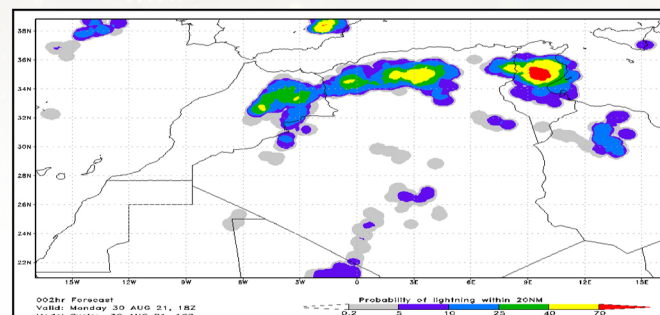 38N
36N
34N
32N
30N
28N
26N
24N
22N
15W 12W 9W 6W 3W 0 3E 6E 9E 12E 15E
002hr Forecast
Valid: Monday 30 AUG 21, 18Z
Probability of lightning within 20NM
0.2 5 10 25 40 70